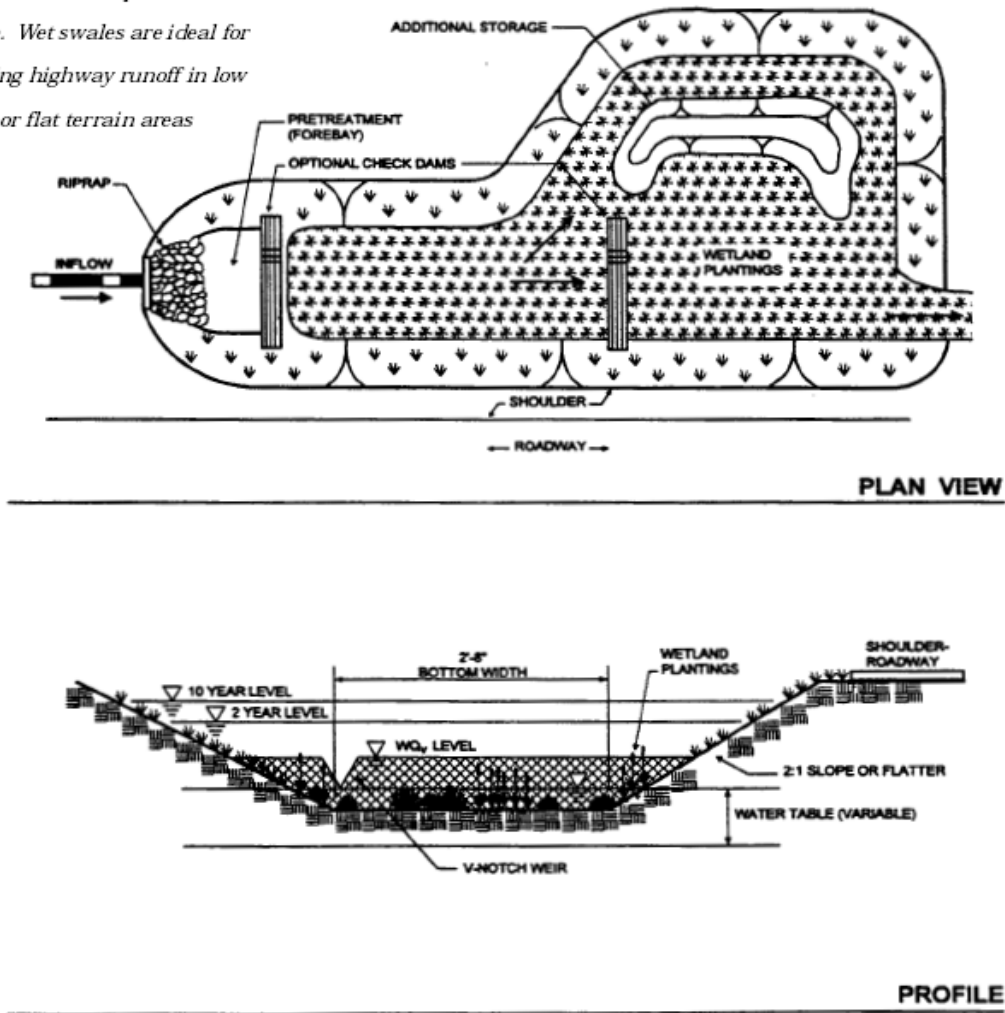 . Wet swales are ideal for
ng highway runoff in low
or flat terrain areas
ADDITIONAL STORAGE
PRETREATMENT
(FOREBAY)
OPTIONAL CHECK DAMS
RIPRAP
INFLOW
WETLAND
PLANTINGS
SHOULDER
ROADWAY
PLAN VIEW
2'-8"
BOTTOM WIDTH
WETLAND
PLANTINGS
SHOULDER-
ROADWAY
10 YEAR LEVEL
2 YEAR LEVEL
WQv LEVEL
2:1 SLOPE OR FLATTER
WATER TABLE (VARIABLE)
V-NOTCH WEIR
PROFILE